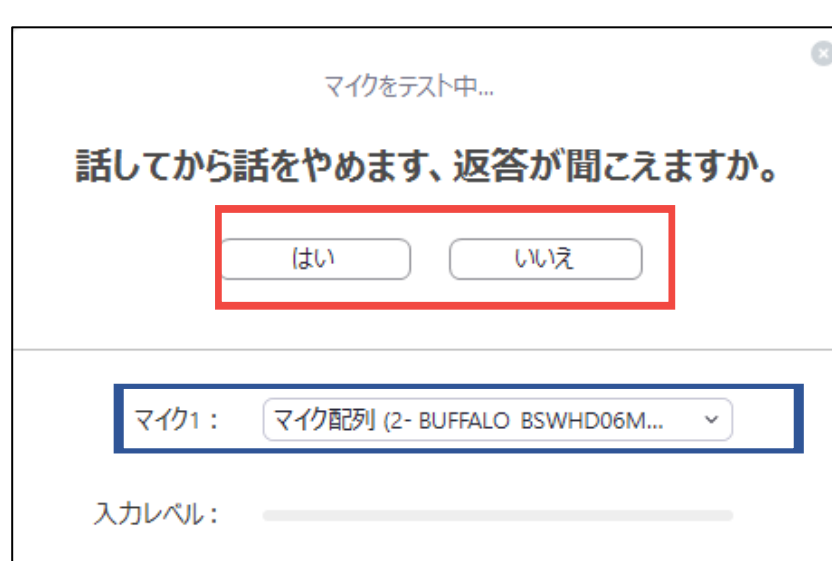 マイクをテスト中...
話してから話をやめます、返答が聞こえますか。
はい いいえ
マイク1： マイク配列 (2- BUFFALO BSWHD06M...
入力レベル：